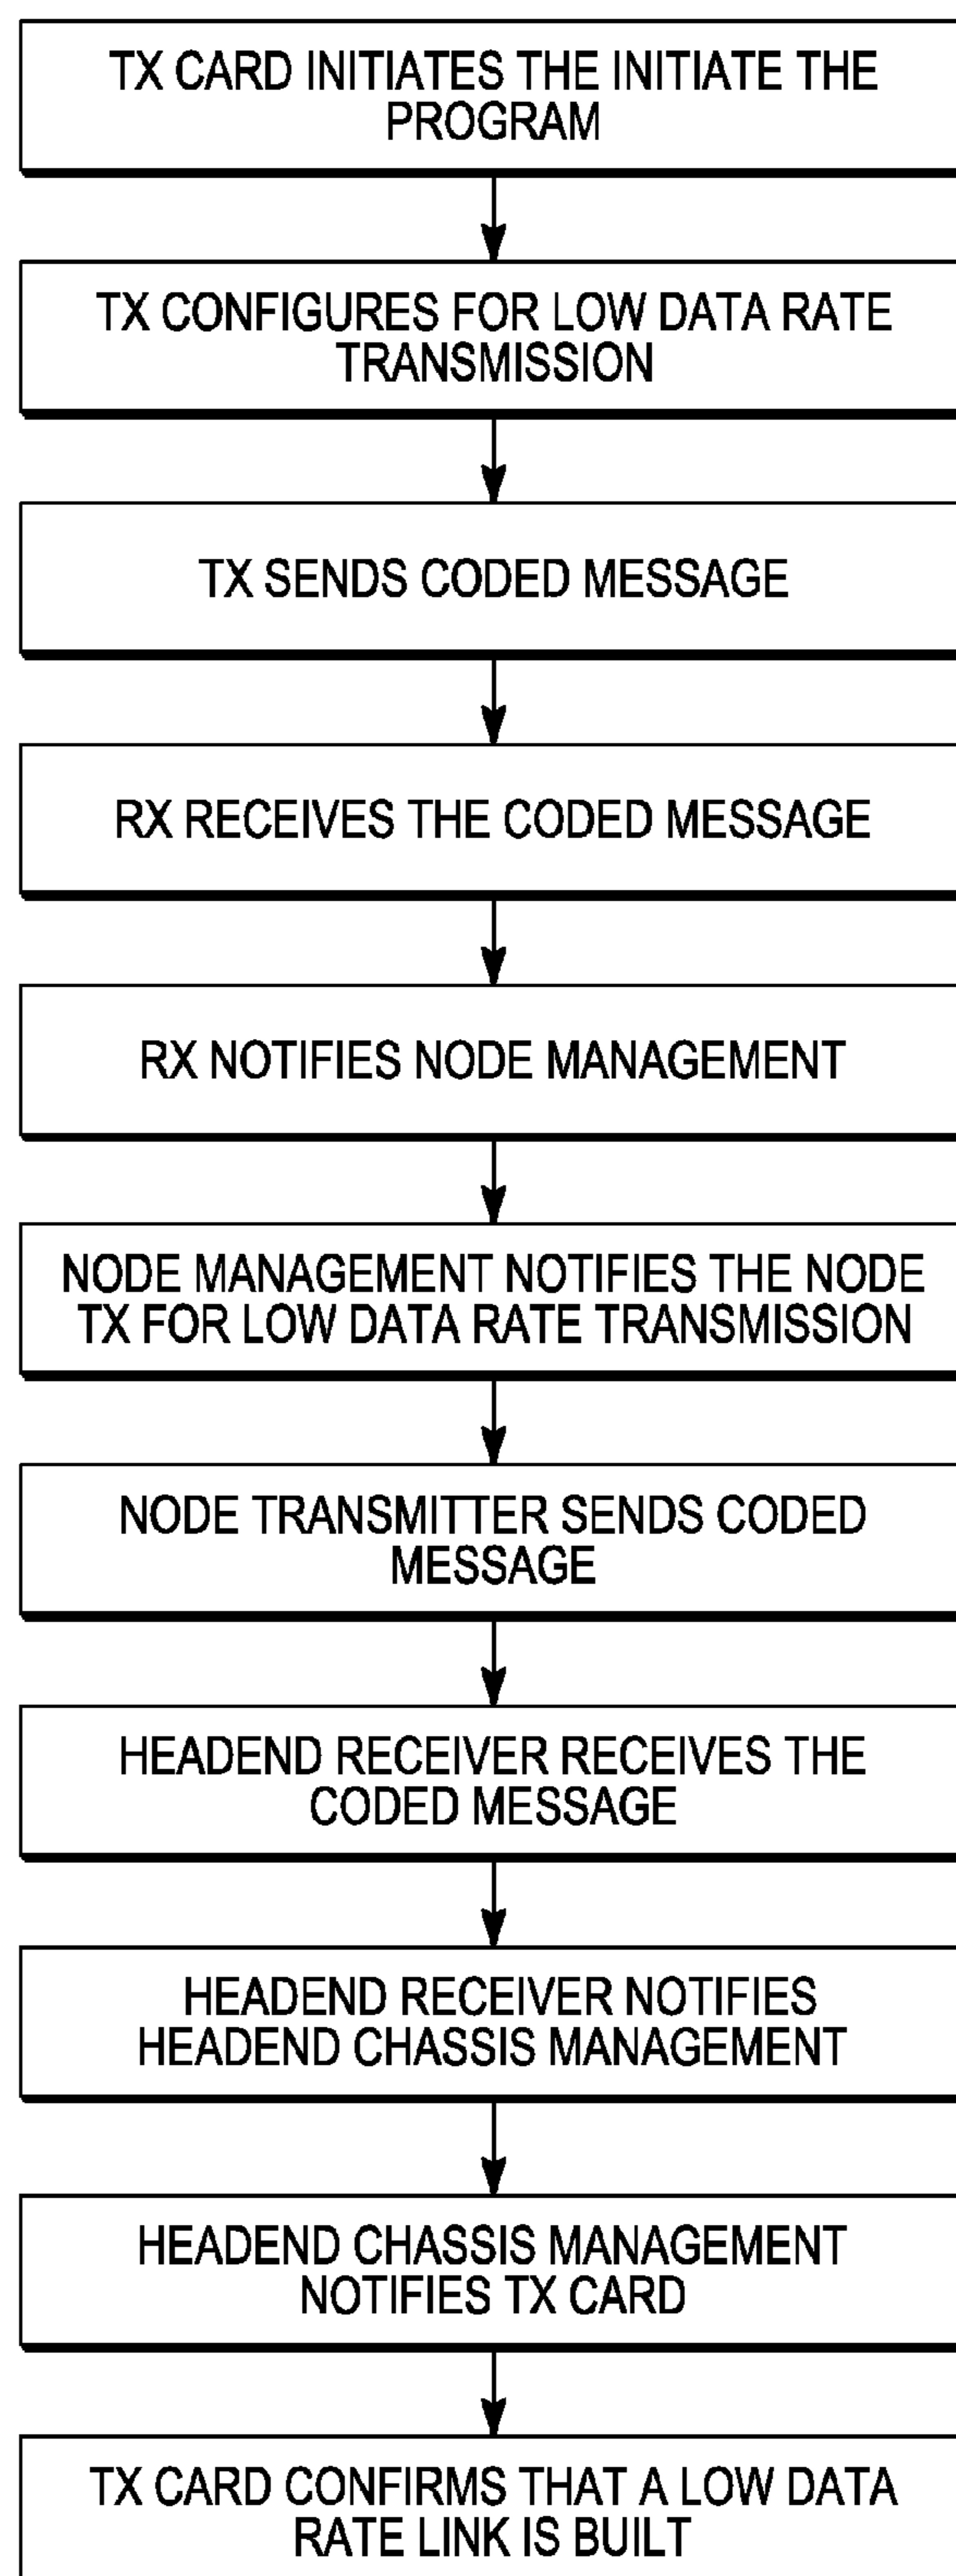 TX CARD INITIATES THE INITIATE THE
PROGRAM
TX CONFIGURES FOR LOW DATA RATE
TRANSMISSION
TX SENDS CODED MESSAGE
RX RECEIVES THE CODED MESSAGE
RX NOTIFIES NODE MANAGEMENT
NODE MANAGEMENT NOTIFIES THE NODE
TX FOR LOW DATA RATE TRANSMISSION
NODE TRANSMITTER SENDS CODED
MESSAGE
HEADEND RECEIVER RECEIVES THE
CODED MESSAGE
HEADEND RECEIVER NOTIFIES
HEADEND CHASSIS MANAGEMENT
HEADEND CHASSIS MANAGEMENT
NOTIFIES TX CARD
TX CARD CONFIRMS THAT A LOW DATA
RATE LINK IS BUILT